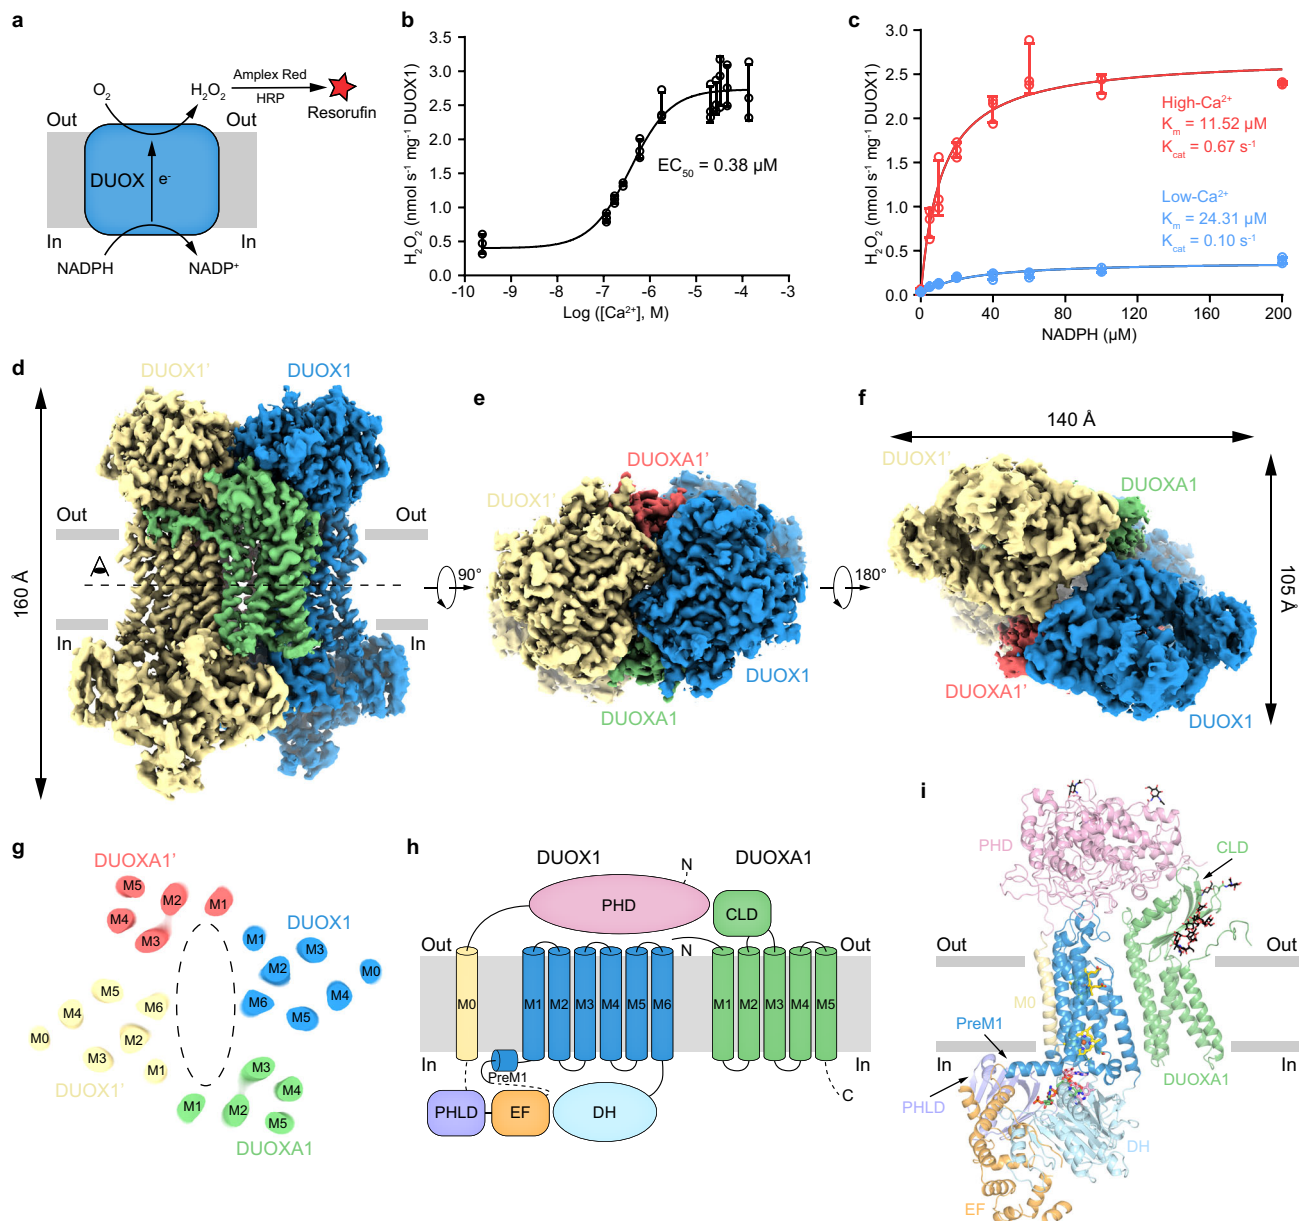 a
O₂
H₂O₂
Amplex Red
HRP
Resorufin
Out
Out
DUOX
e⁻
In
In
NADPH
NADP⁺
b
H₂O₂ (nmol s⁻¹ mg⁻¹ DUOX1)
3.5
3.0
2.5
2.0
1.5
1.0
0.5
0.0
EC₅₀ = 0.38 µM
-10 -9 -8 -7 -6 -5 -4 -3
Log ([Ca²⁺], M)
c
H₂O₂ (nmol s⁻¹ mg⁻¹ DUOX1)
3.0
2.5
2.0
1.5
1.0
0.5
0.0
High-Ca²⁺
Kₘ = 11.52 µM
K_cat = 0.67 s⁻¹
Low-Ca²⁺
Kₘ = 24.31 µM
K_cat = 0.10 s⁻¹
0 40 80 120 160 200
NADPH (µM)
d
DUOX1'
DUOX1
160 Å
Out
Out
In
In
90°
e
DUOXA1'
DUOX1'
DUOX1
DUOXA1
180°
f
140 Å
DUOX1'
DUOXA1
105 Å
DUOXA1'
DUOX1
g
DUOXA1'
M5
M2
M1
M4
M3
DUOX1
M1
M3
M2
M0
M6
M4
M5
M5
M6
M4
M0
M2
M3
M1
DUOX1'
M3
M1
M2
M4
M5
DUOXA1
h
DUOX1
DUOXA1
N
PHD
CLD
Out
Out
N
M0
M1 M2 M3 M4 M5 M6
M1 M2 M3 M4 M5
In
In
PreM1
PHLD
EF
DH
C
i
PHD
CLD
Out
Out
M0
PreM1
In
In
DUOXA1
PHLD
DH
EF